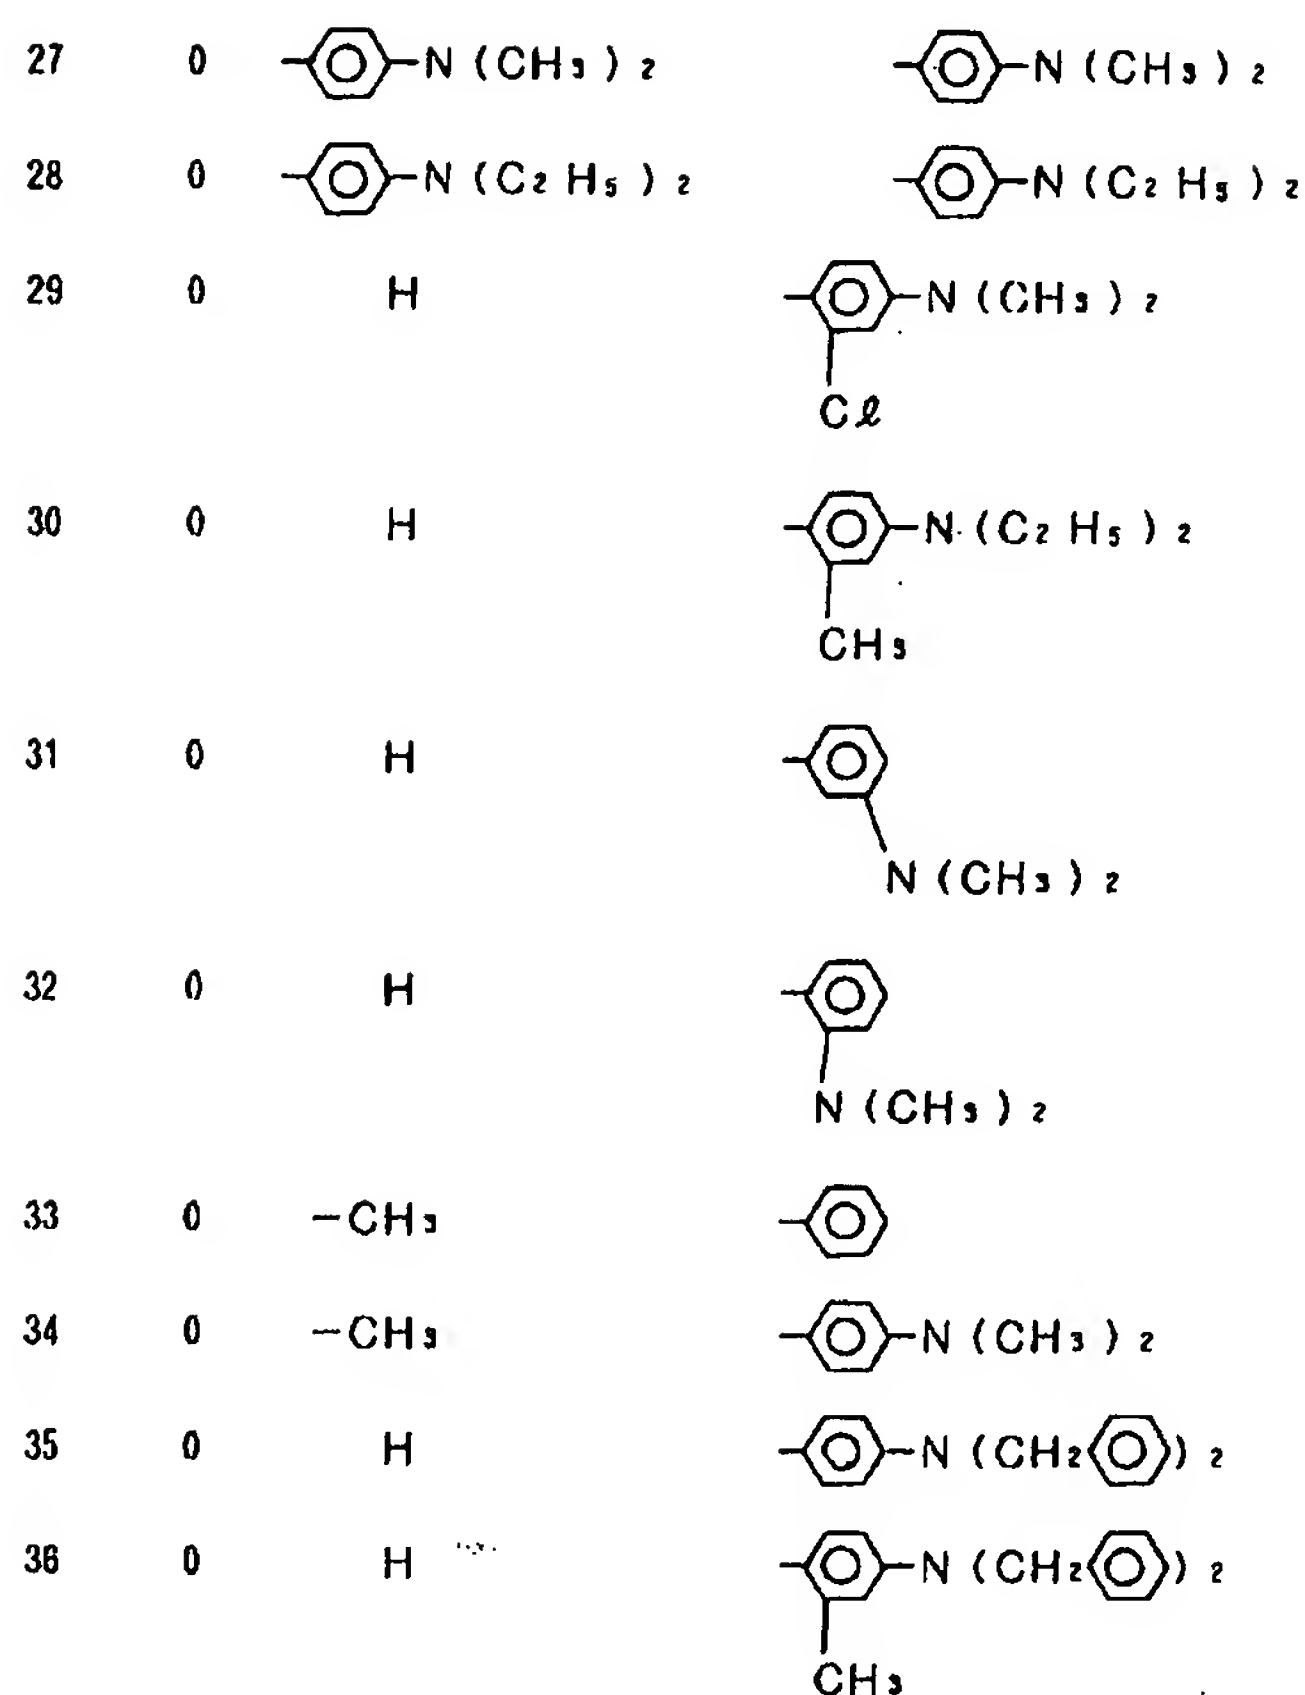 27 0 N (CH3)2 N (CH3)2
28 0 N (C2H5)2 N (C2H5)2
29 0 H N (CH3)2
Cℓ
30 0 H N (C2H5)2
CH3
31 0 H
N (CH3)2
32 0 H
N (CH3)2
33 0 -CH3
34 0 -CH3 N (CH3)2
35 0 H N (CH2 )2
36 0 H N (CH2 )2
CH3